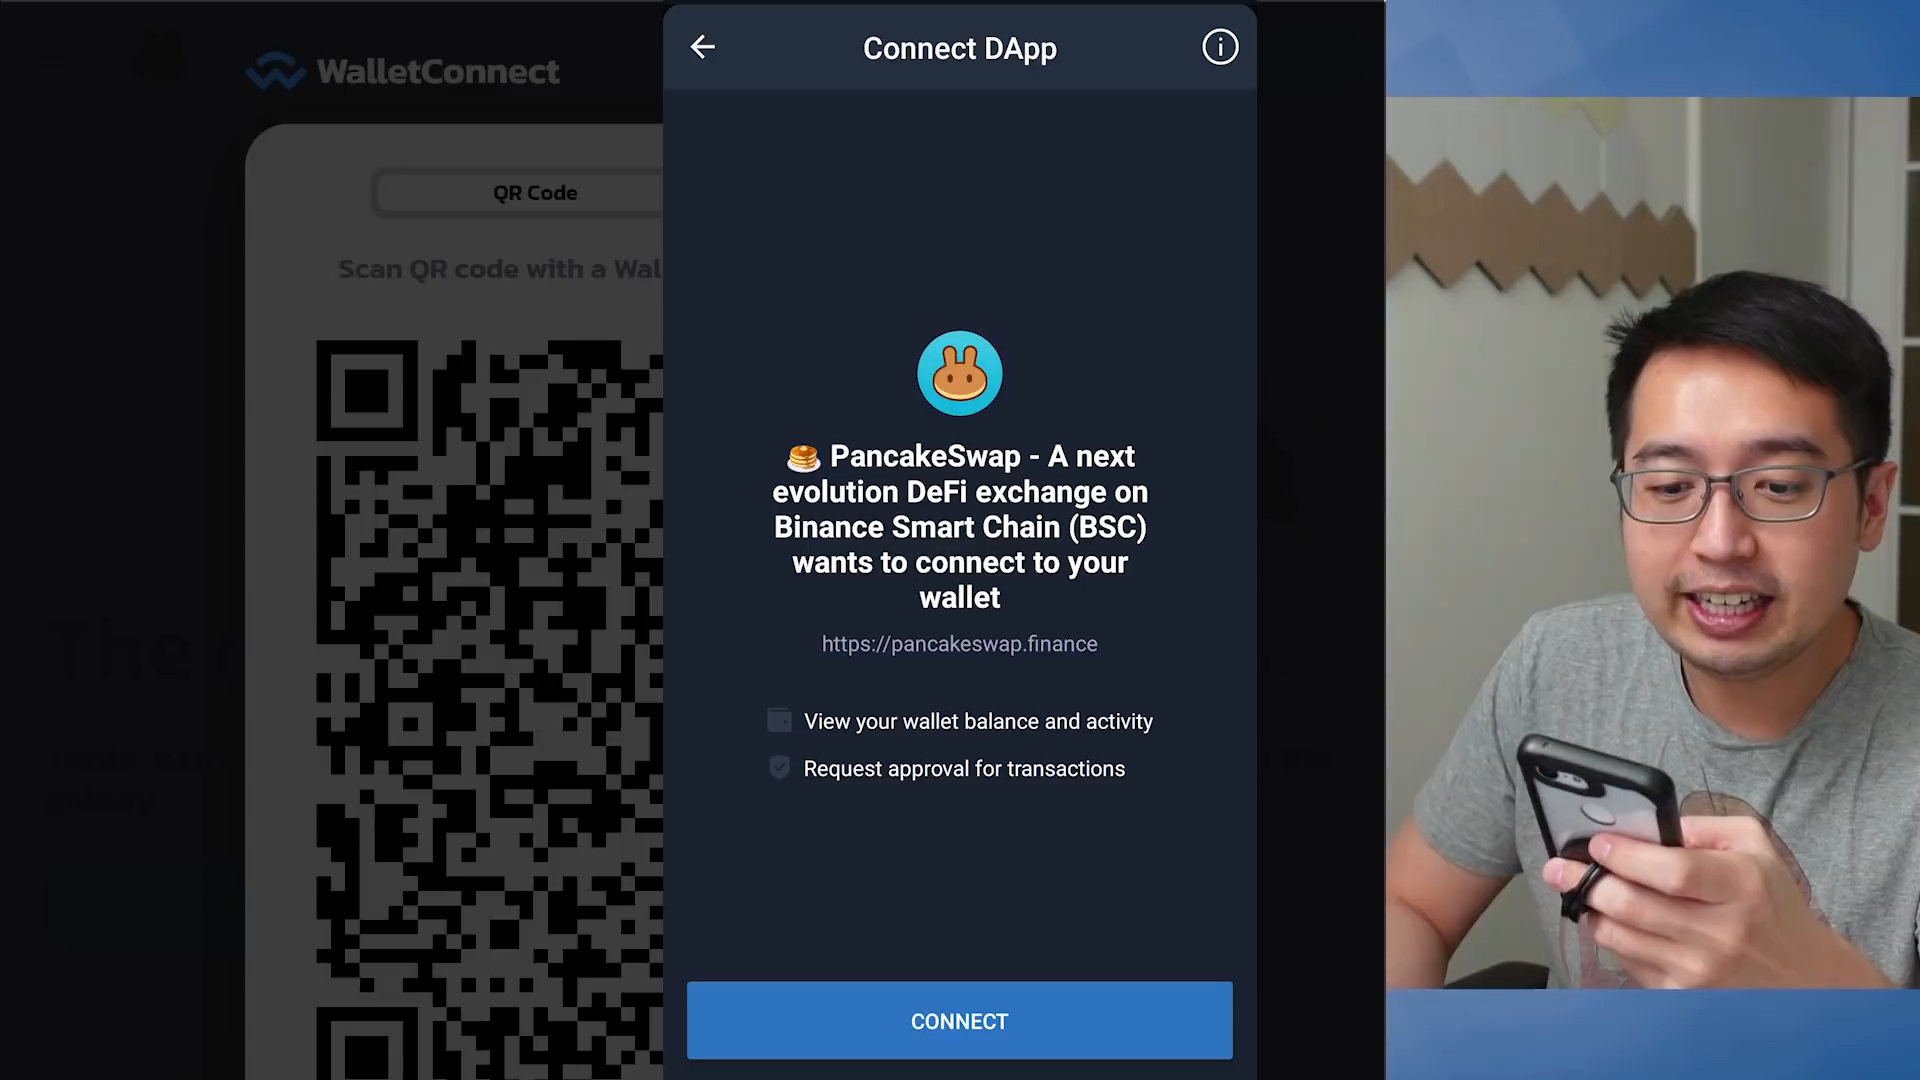 Connect DApp
WalletConnect
QR Code
Scan QR code with a Wal
PancakeSwap - A next
evolution DeFi exchange on
Binance Smart Chain (BSC)
wants to connect to your
wallet
https://pancakeswap.finance
View your wallet balance and activity
Request approval for transactions
CONNECT
The